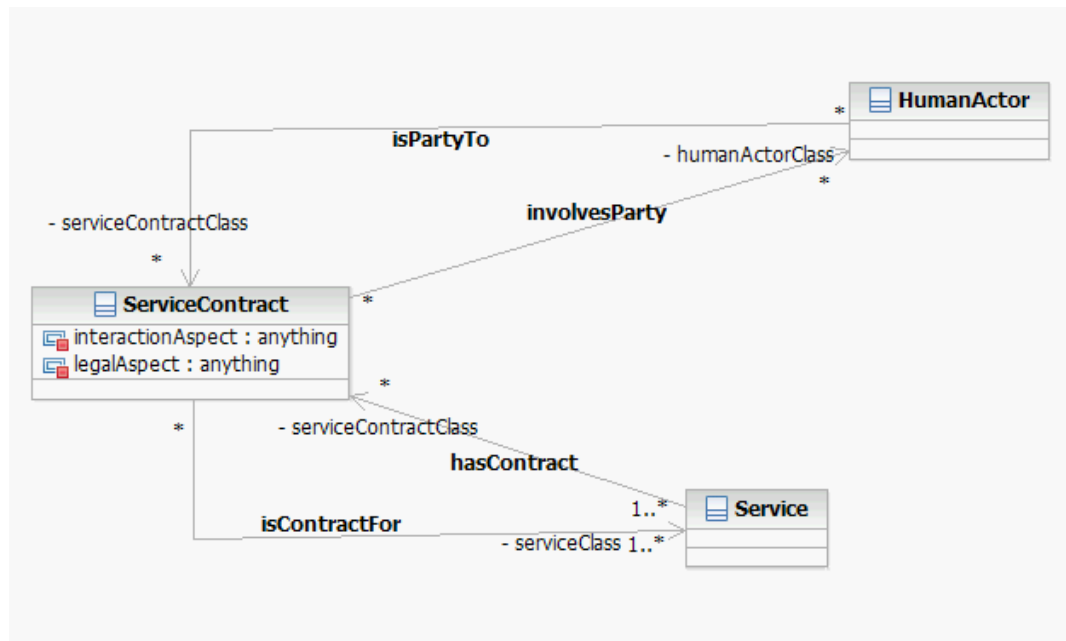 HumanActor
*
isPartyTo
- humanActorClass
*
involvesParty
- serviceContractClass
*
ServiceContract
*
interactionAspect : anything
legalAspect : anything
*
*
- serviceContractClass
hasContract
1..*
Service
isContractFor
- serviceClass 1..*